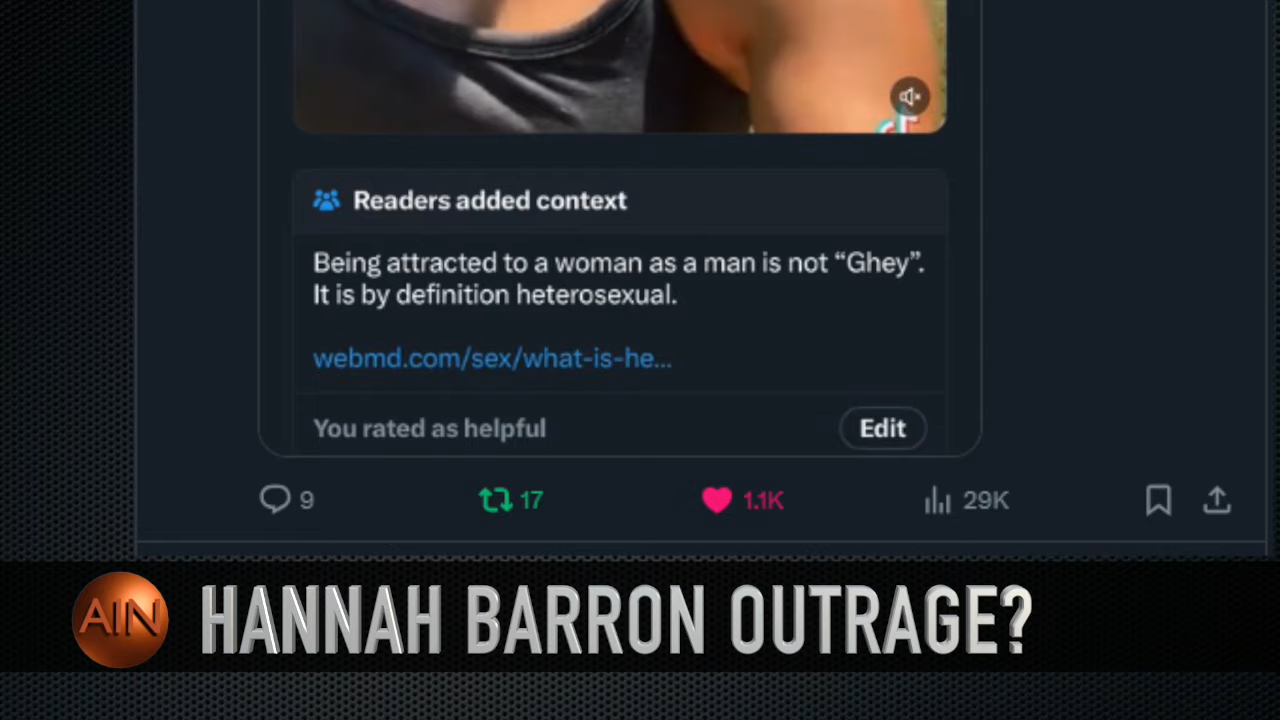 Readers added context
Being attracted to a woman as a man is not “Ghey”.
It is by definition heterosexual.
webmd.com/sex/what-is-he...
You rated as helpful
Edit
9
17
1.1K
29K
AIN
HANNAH BARRON OUTRAGE?